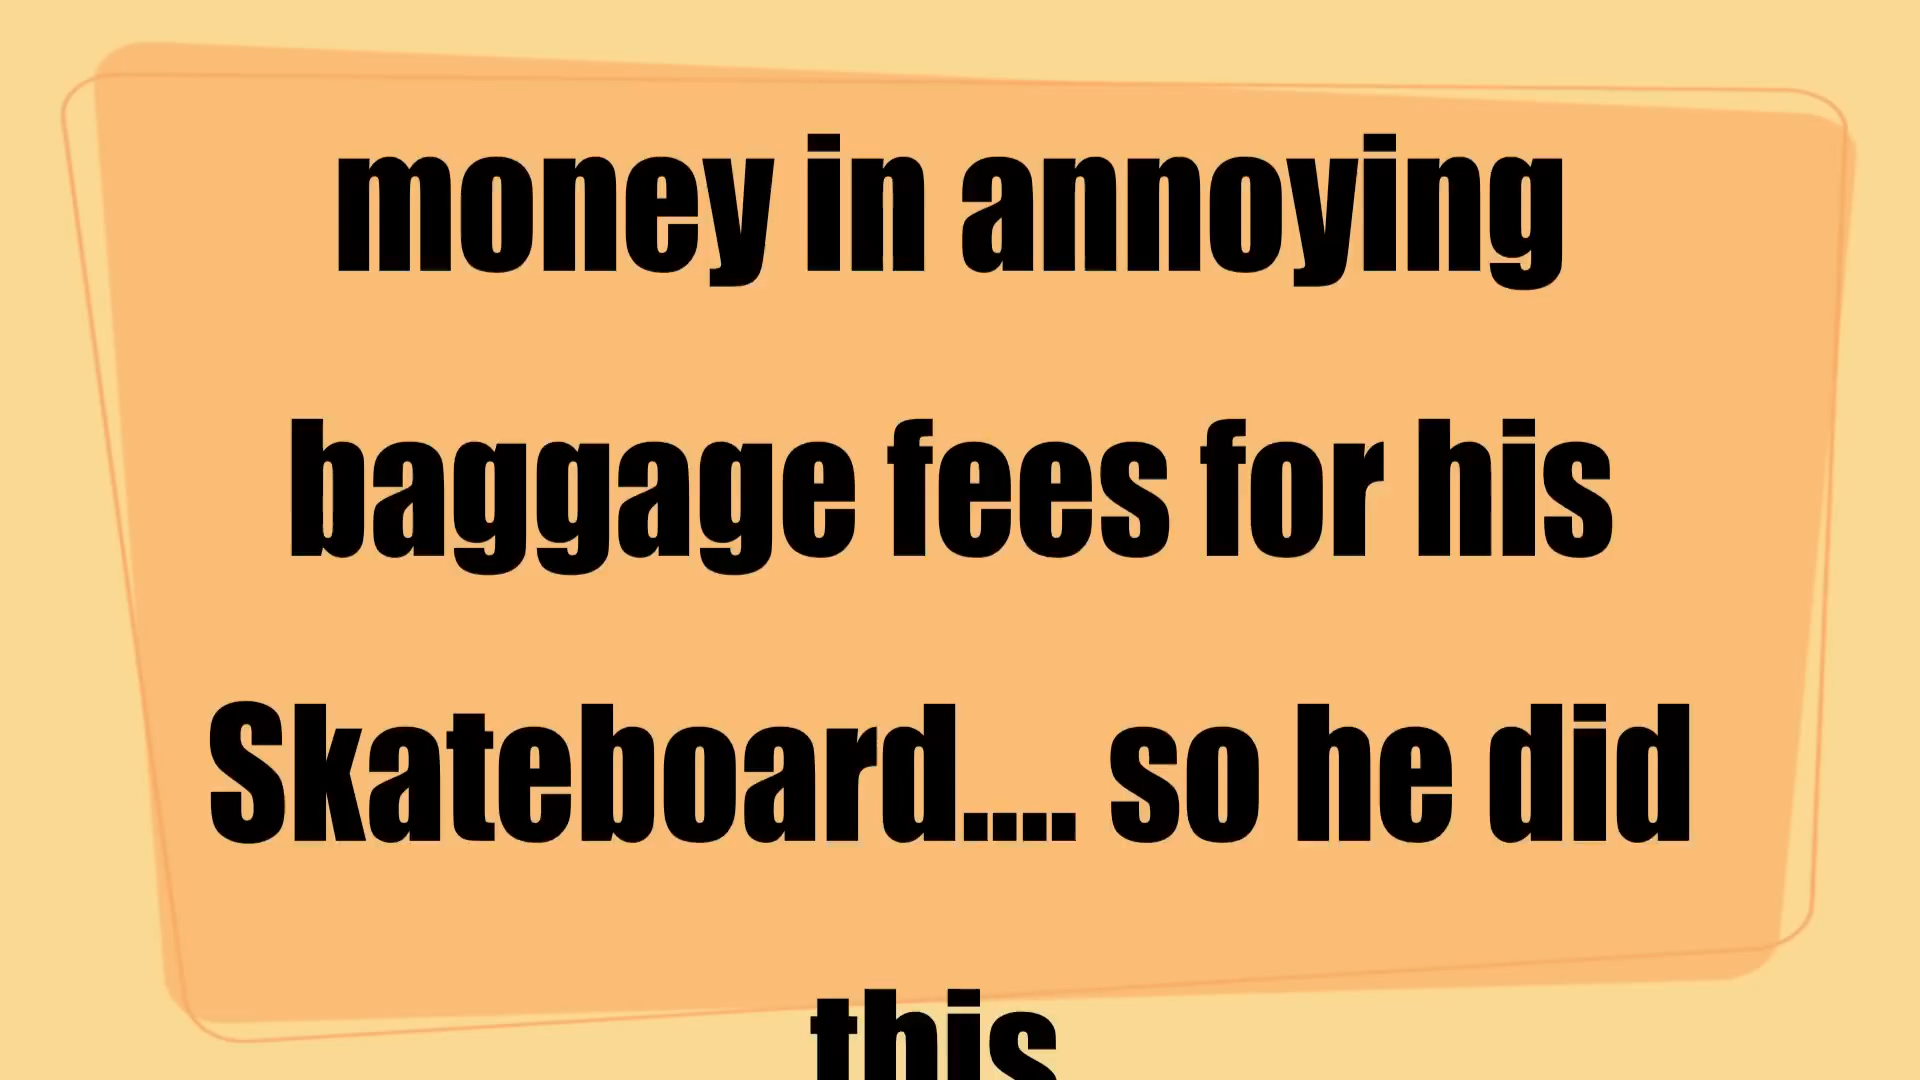 money in annoying
baggage fees for his
Skateboard.... so he did
this